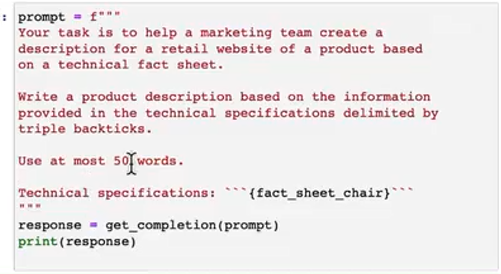 : prompt = f"""
Your task is to help a marketing team create a
description for a retail website of a product based
on a technical fact sheet.
Write a product description based on the information
provided in the technical specifications delimited by
triple backticks.
Use at most 50 words.
Technical specifications: ```{fact_sheet_chair}```
"""
response = get_completion(prompt)
print(response)